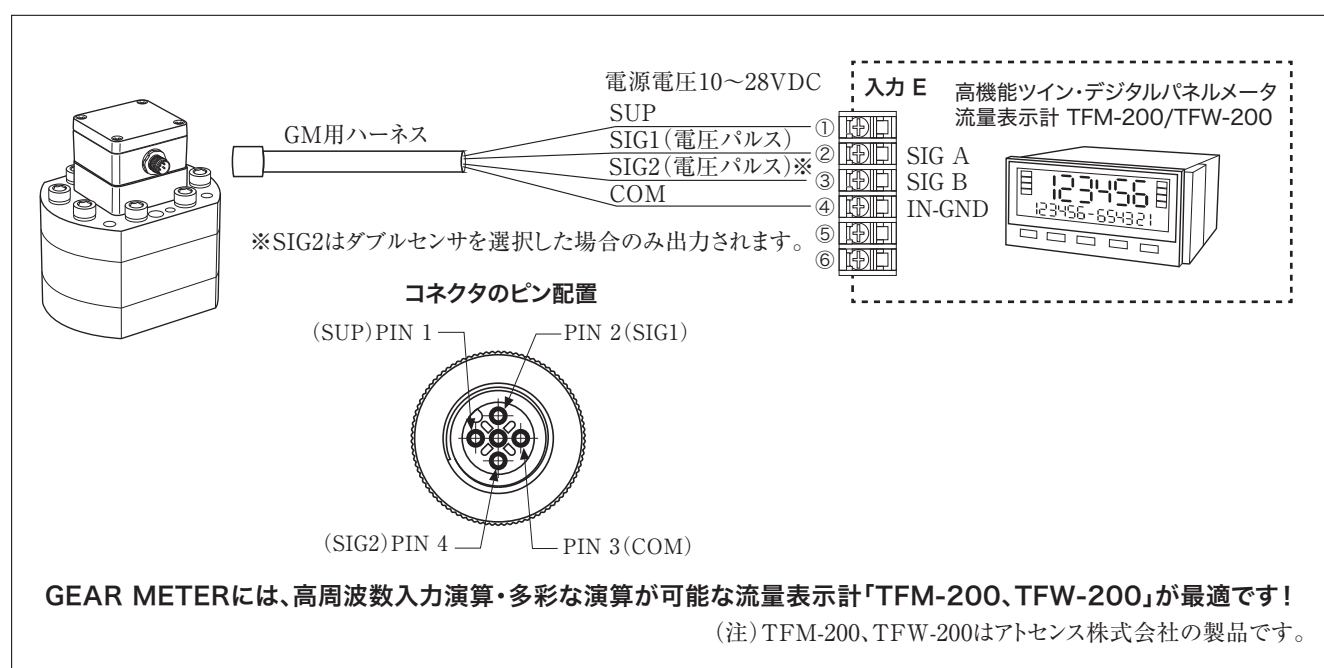 電源電圧10～28VDC
入力 E
高機能ツイン・デジタルパネルメータ
流量表示計 TFM-200/TFW-200
GM用ハーネス
SUP
SIG1(電圧パルス)
SIG2(電圧パルス)※
COM
①
②
③
④
⑤
⑥
SIG A
SIG B
IN-GND
123456
123456-654321
※SIG2はダブルセンサを選択した場合のみ出力されます。
コネクタのピン配置
(SUP)PIN 1
PIN 2(SIG1)
(SIG2)PIN 4
PIN 3(COM)
GEAR METERには、高周波数入力演算・多彩な演算が可能な流量表示計「TFM-200、TFW-200」が最適です！
(注)TFM-200、TFW-200はアトセンス株式会社の製品です。